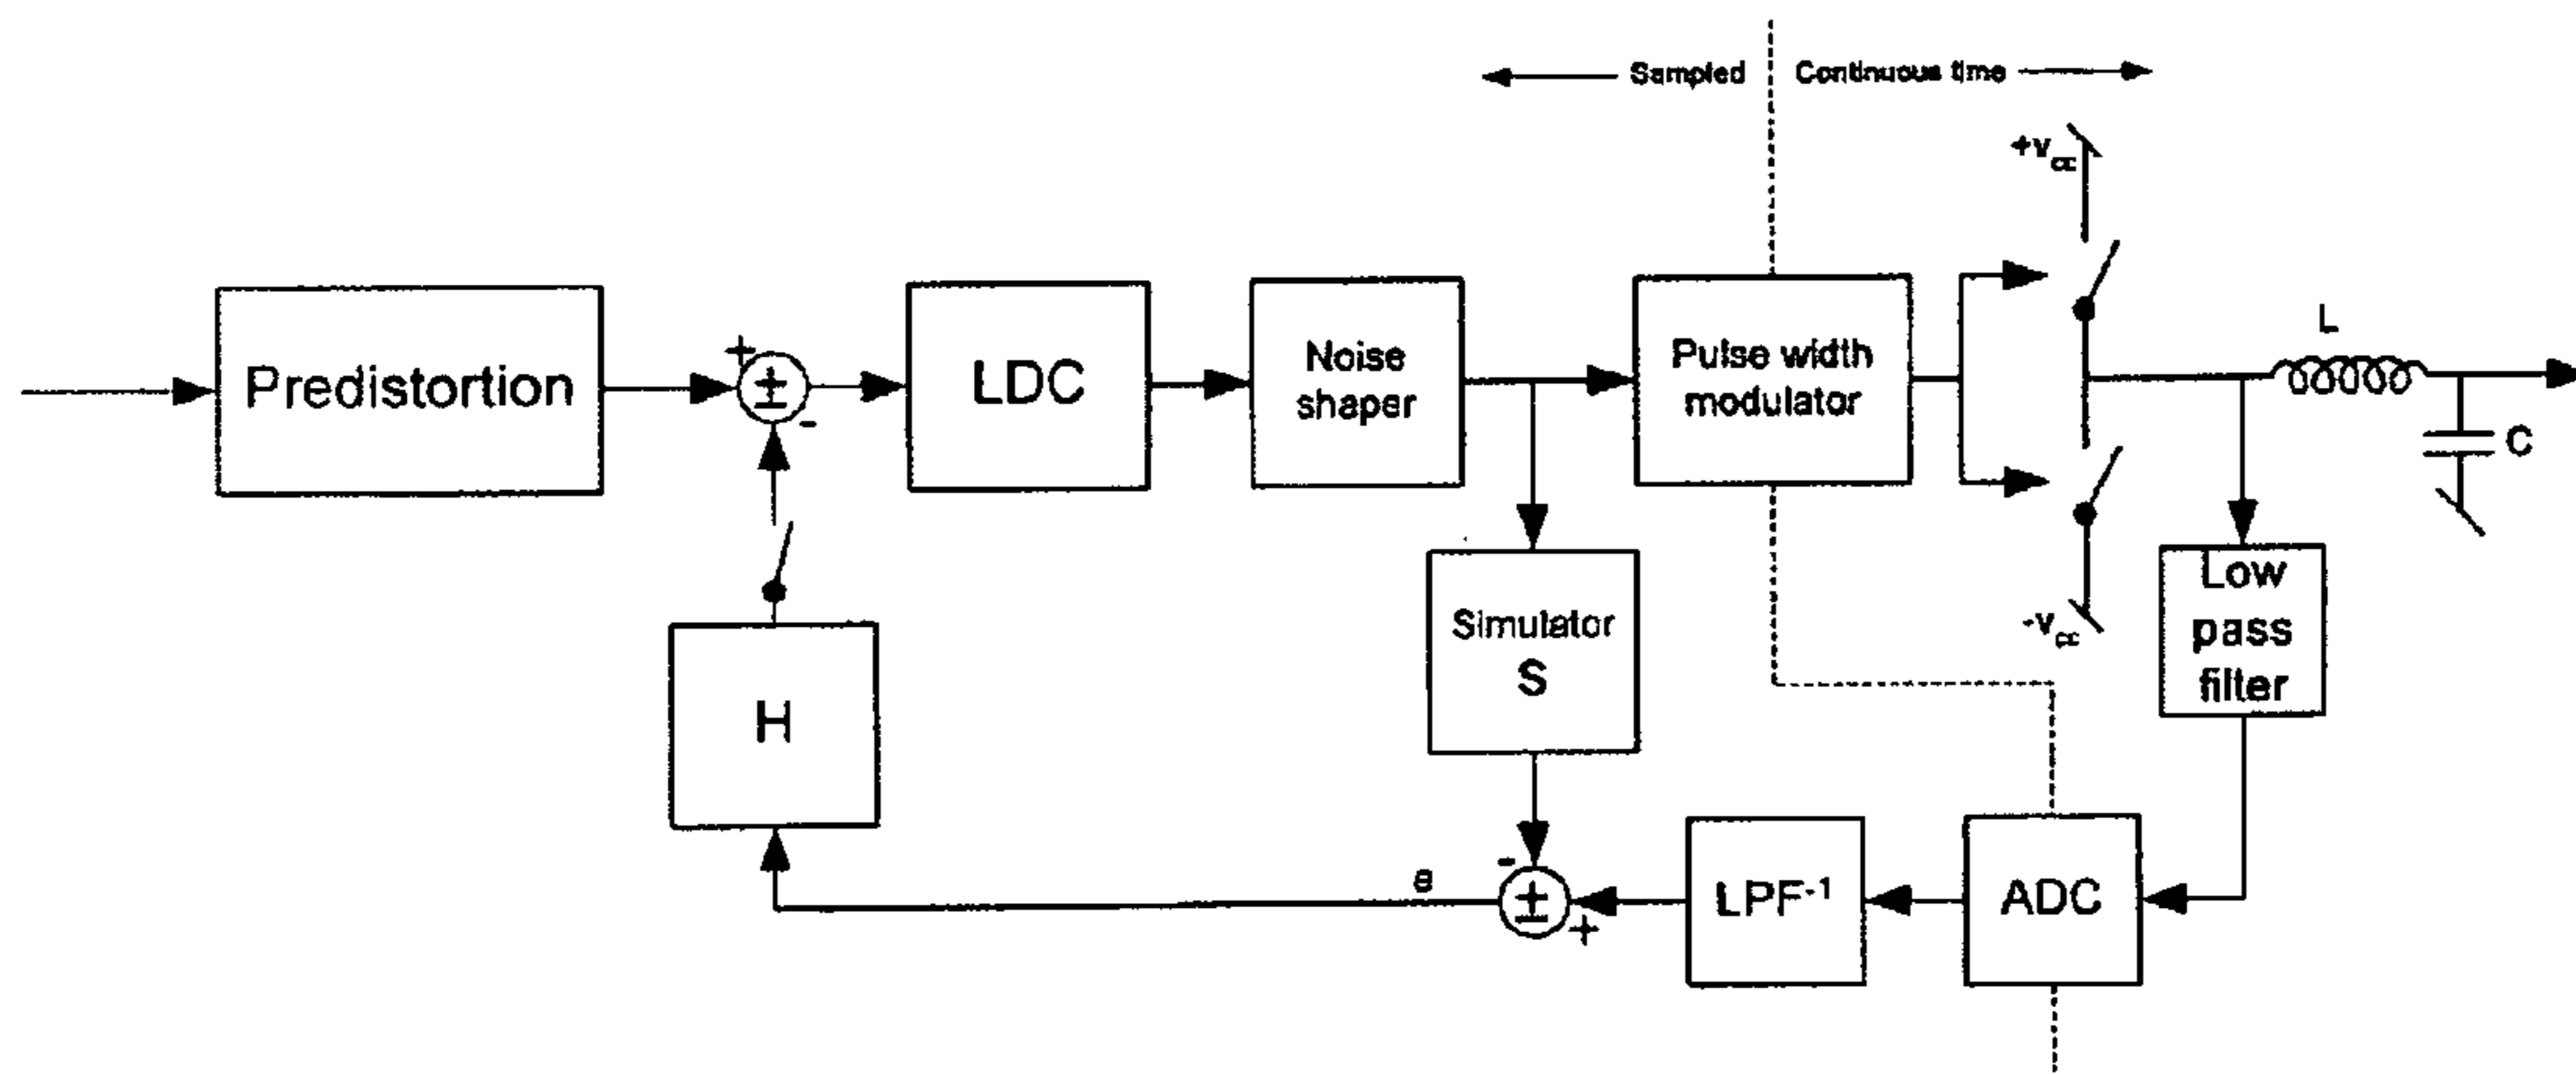 Sampled
Continuous time
+Vcc
Predistortion
+
±
-
LDC
Noise
shaper
Pulse width
modulator
L
C
Simulator
S
-Vcc
Low
pass
filter
H
e
-
±
+
LPF-1
ADC